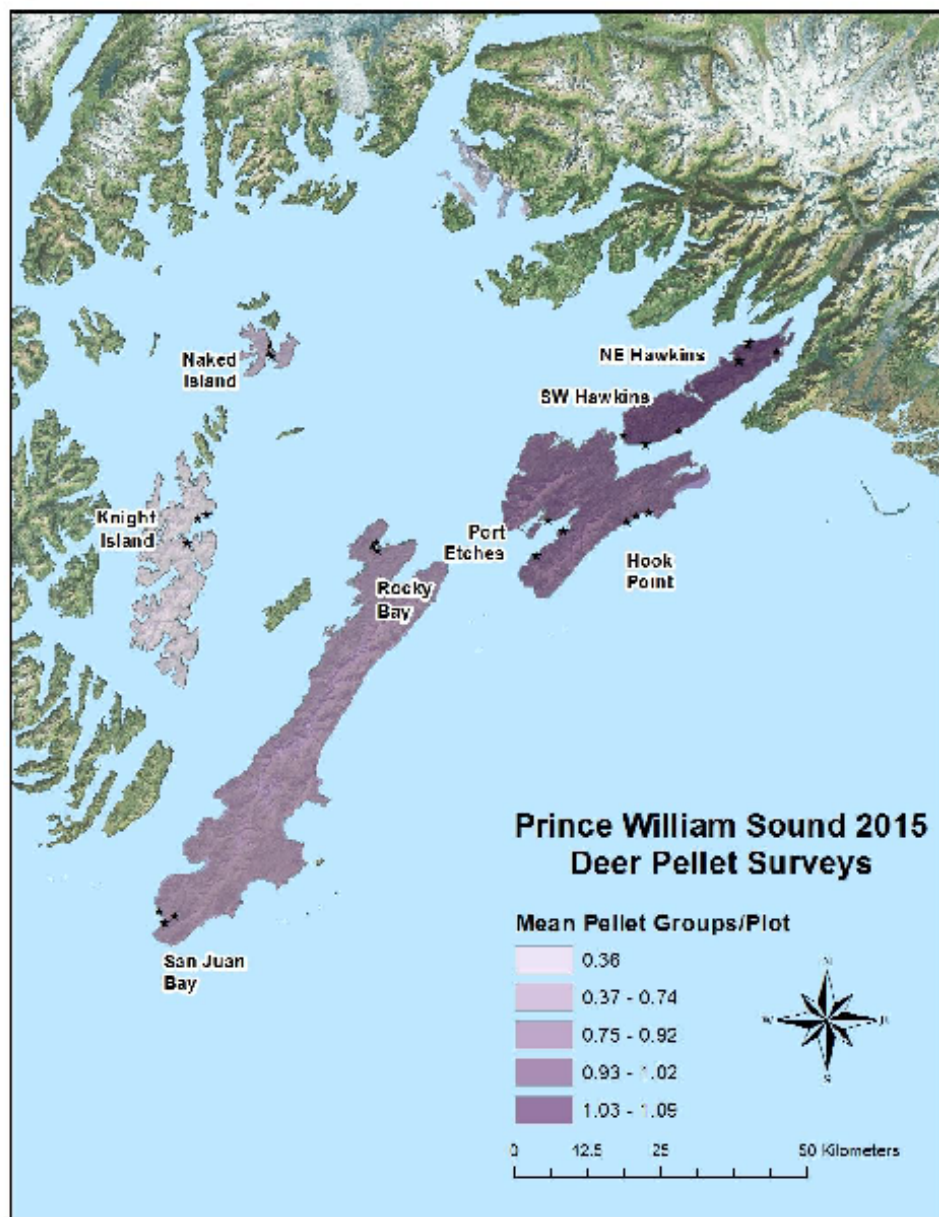 NE Hawkins
Naked
Island
SW Hawkins
Knight
Island
Port
Etches
Hook
Point
Rocky
Bay
Prince William Sound 2015
Deer Pellet Surveys
Mean Pellet Groups/Plot
0.36
0.37 - 0.74
0.75 - 0.92
0.93 - 1.02
1.03 - 1.09
N
W
S
San Juan
Bay
0 12.5 25 50 Kilometers